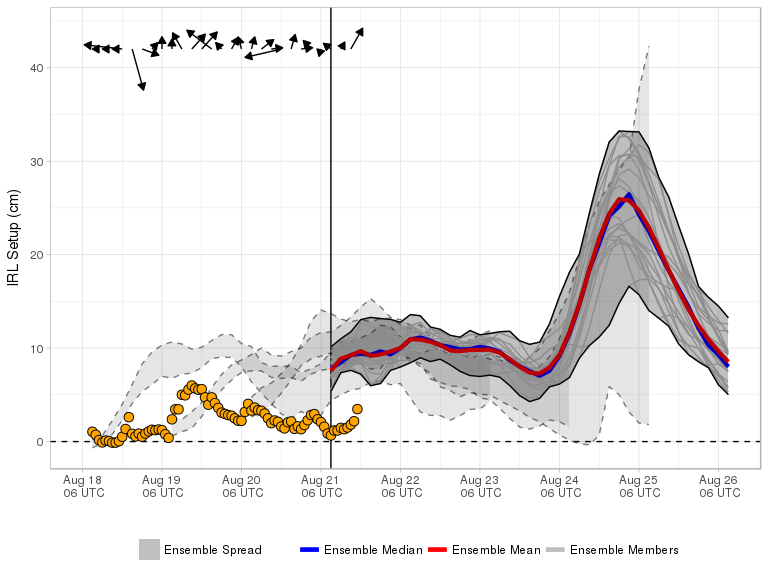 IRL Setup (cm)
40
30
20
10
0
Aug 18 Aug 19 Aug 20 Aug 21 Aug 22 Aug 23 Aug 24 Aug 25 Aug 26
06 UTC 06 UTC 06 UTC 06 UTC 06 UTC 06 UTC 06 UTC 06 UTC 06 UTC
Ensemble Spread Ensemble Median Ensemble Mean Ensemble Members